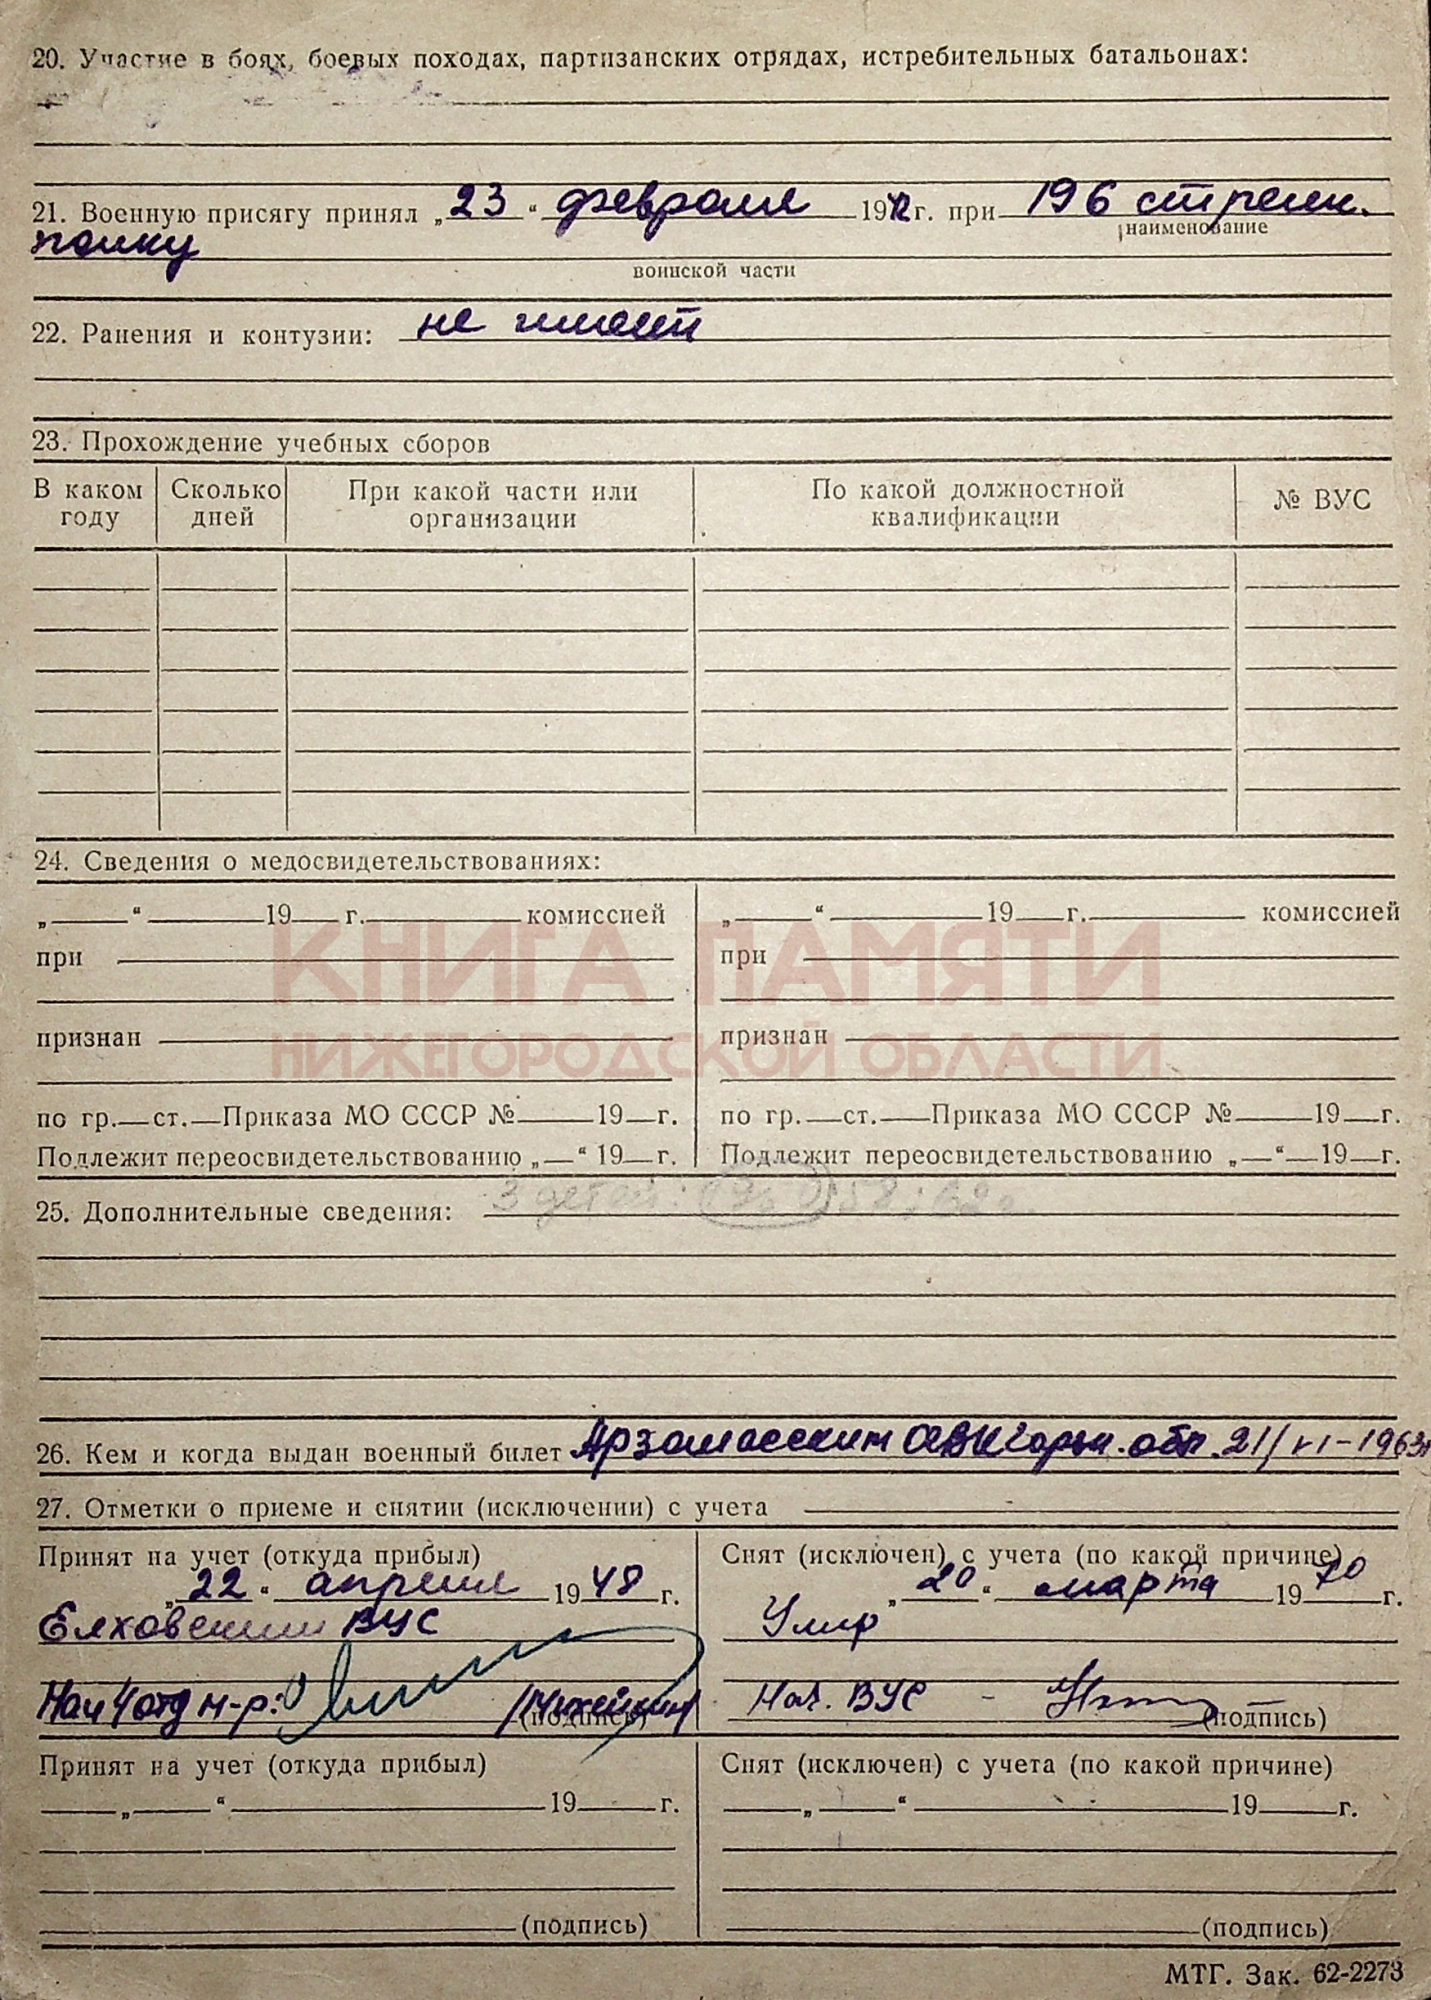 20. Участие в боях, боевых походах, партизанских отрядах, истребительных батальонах:
21. Военную присягу принял „23“ февраля 1942г. при 196 стрелк.
наименование
полку
воинской части
22. Ранения и контузии: не имеет
23. Прохождение учебных сборов
В каком году
Сколько дней
При какой части или организации
По какой должностной квалификации
№ ВУС
24. Сведения о медосвидетельствованиях:
„ “ 19 г. комиссией
„ “ 19 г. комиссией
при
при
КНИГА ПАМЯТИ
признан
признан
НИЖЕГОРОДСКОЙ ОБЛАСТИ
по гр. ст. Приказа МО СССР № 19 г.
по гр. ст. Приказа МО СССР № 19 г.
Подлежит переосвидетельствованию „ “ 19 г.
Подлежит переосвидетельствованию „ “ 19 г.
25. Дополнительные сведения: 3 детей: 58; 62г.
26. Кем и когда выдан военный билет Арзамасским ОВК Горьк. обл. 21/VI-1963г
27. Отметки о приеме и снятии (исключении) с учета
Принят на учет (откуда прибыл)
Снят (исключен) с учета (по какой причине)
„22“ апреля 1948 г.
„20“ марта 1970 г.
Елховским ВУС
Умер
Нач 4 отд м-р: /Михейкин/
(подпись)
Нач. ВУС -
(подпись)
Принят на учет (откуда прибыл)
Снят (исключен) с учета (по какой причине)
„ “ 19 г.
„ “ 19 г.
(подпись)
(подпись)
МТГ. Зак. 62-2273